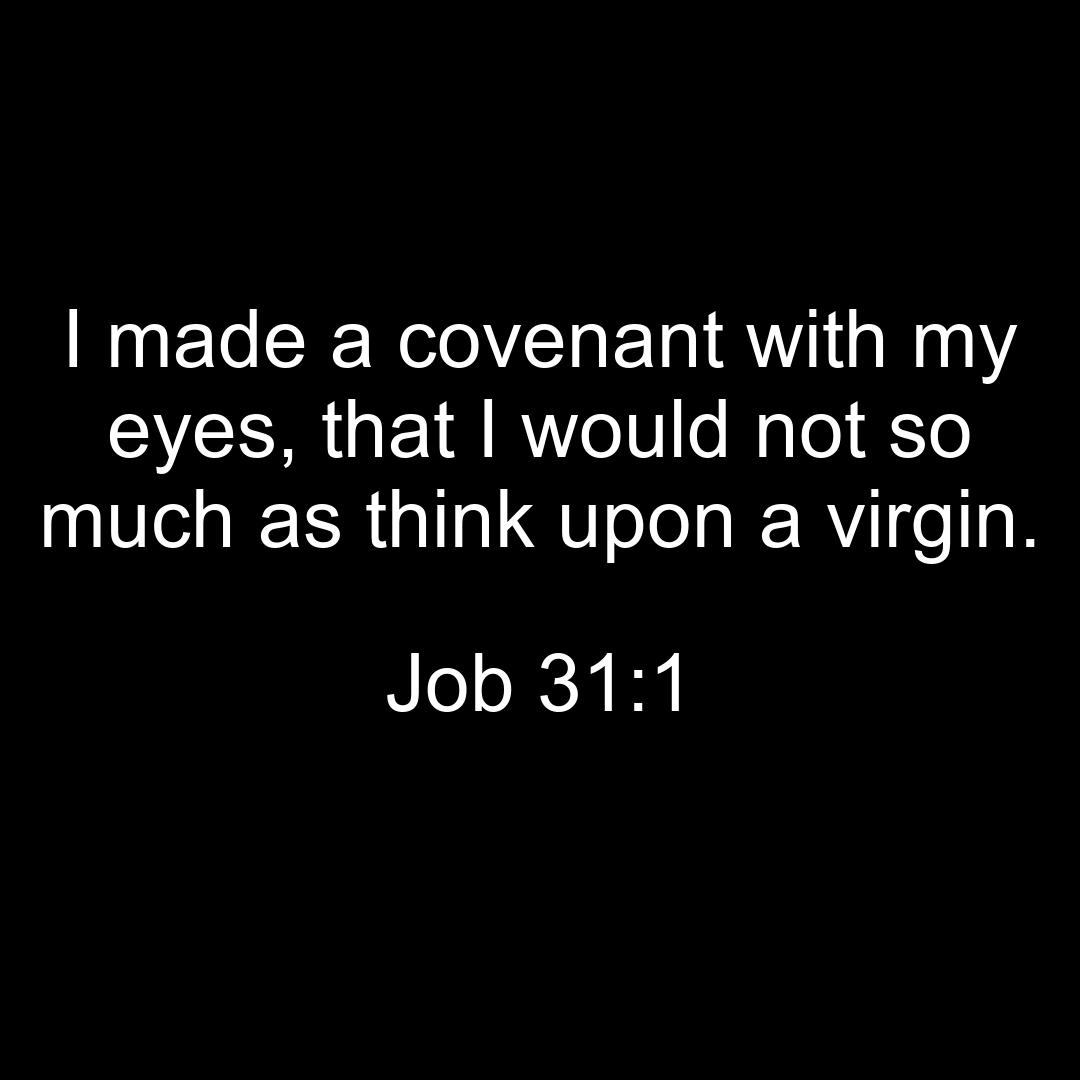 I made a covenant with my
eyes, that I would not so
much as think upon a virgin.
Job 31:1